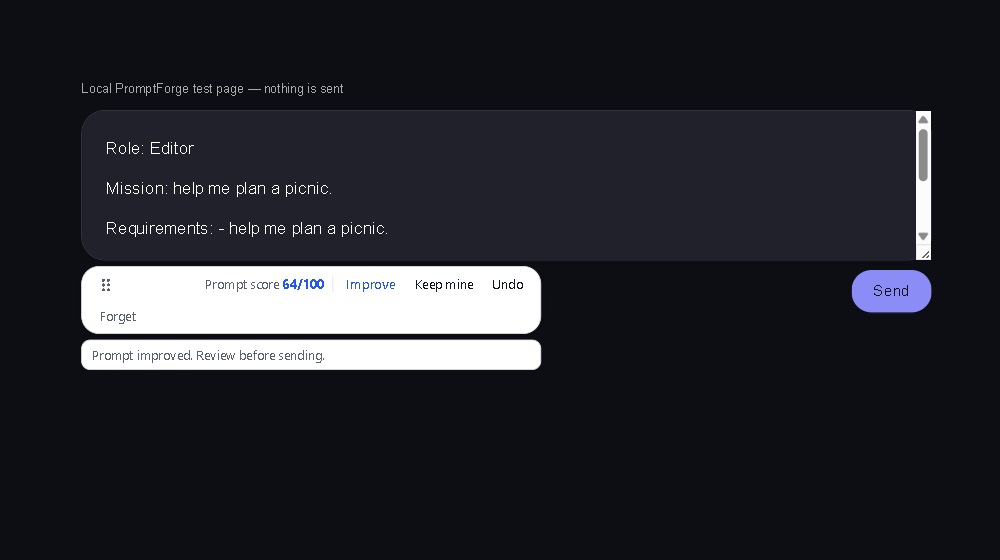 Local PromptForge test page — nothing is sent
Role: Editor
Mission: help me plan a picnic.
Requirements: - help me plan a picnic.
Prompt score 64/100 Improve Keep mine Undo
Forget
Send
Prompt improved. Review before sending.